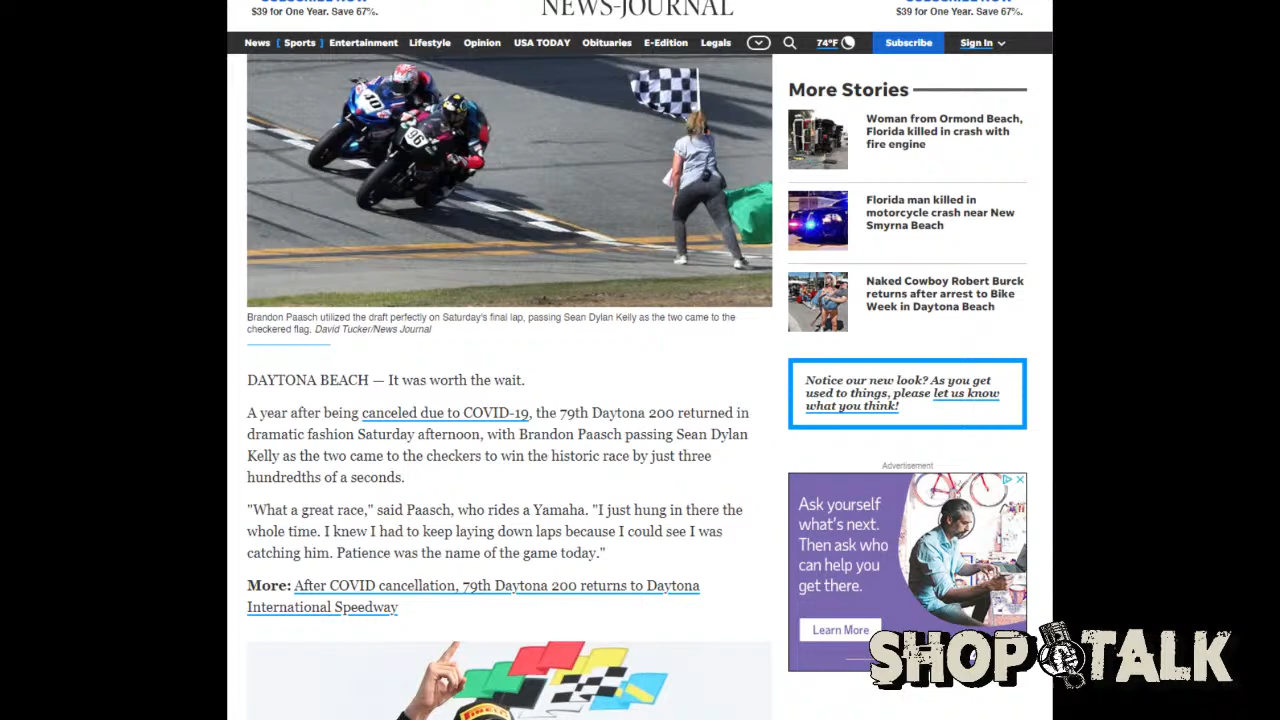 SUBSCRIBE NOW
$39 for One Year. Save 67%.
NEWS-JOURNAL
SUBSCRIBE NOW
$39 for One Year. Save 67%.
News [ Sports ] Entertainment Lifestyle Opinion USA TODAY Obituaries E-Edition Legals 74°F Subscribe Sign In
40
96
Brandon Paasch utilized the draft perfectly on Saturday's final lap, passing Sean Dylan Kelly as the two came to the
checkered flag. David Tucker/News Journal
DAYTONA BEACH — It was worth the wait.
A year after being canceled due to COVID-19, the 79th Daytona 200 returned in
dramatic fashion Saturday afternoon, with Brandon Paasch passing Sean Dylan
Kelly as the two came to the checkers to win the historic race by just three
hundredths of a seconds.
"What a great race," said Paasch, who rides a Yamaha. "I just hung in there the
whole time. I knew I had to keep laying down laps because I could see I was
catching him. Patience was the name of the game today."
More: After COVID cancellation, 79th Daytona 200 returns to Daytona
International Speedway
PIRELLI
More Stories
Woman from Ormond Beach,
Florida killed in crash with
fire engine
Florida man killed in
motorcycle crash near New
Smyrna Beach
Naked Cowboy Robert Burck
returns after arrest to Bike
Week in Daytona Beach
Notice our new look? As you get
used to things, please let us know
what you think!
Advertisement
Ask yourself
what's next.
Then ask who
can help you
get there.
Learn More
SHOP TALK